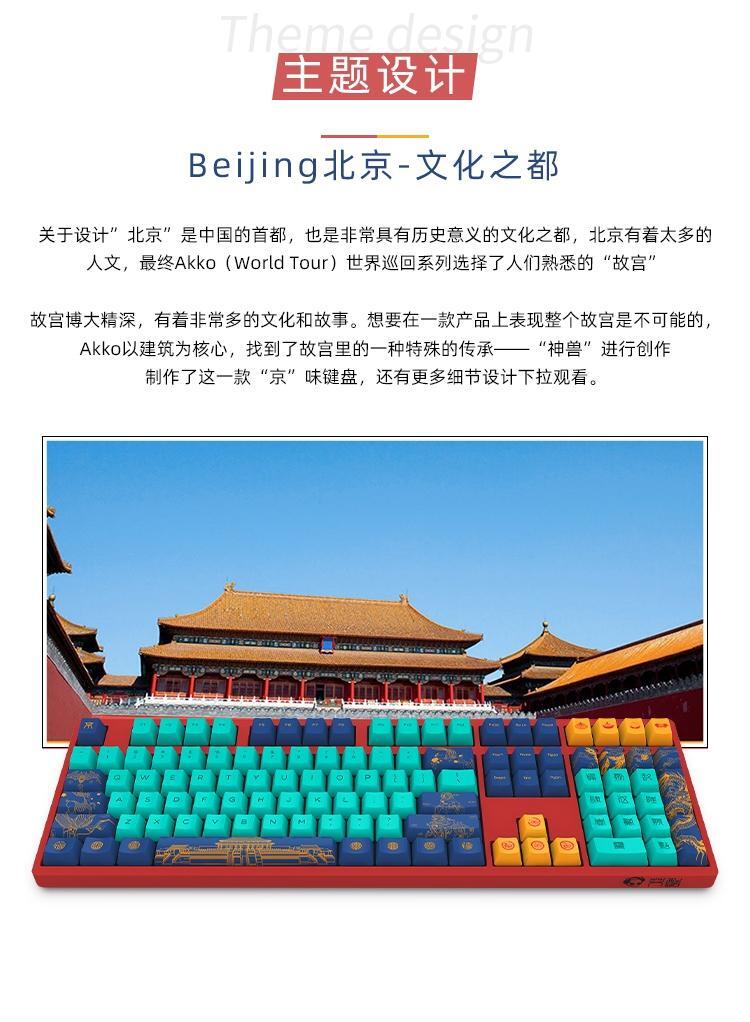 Theme design
主题设计
Beijing北京-文化之都
关于设计”北京”是中国的首都，也是非常具有历史意义的文化之都，北京有着太多的
人文，最终Akko（World Tour）世界巡回系列选择了人们熟悉的“故宫”
故宫博大精深，有着非常多的文化和故事。想要在一款产品上表现整个故宫是不可能的，
Akko以建筑为核心，找到了故宫里的一种特殊的传承——“神兽”进行创作
制作了这一款“京”味键盘，还有更多细节设计下拉观看。
京
Q W E R T Y U I O P
A S D F G H J K L
Z X C V B N M